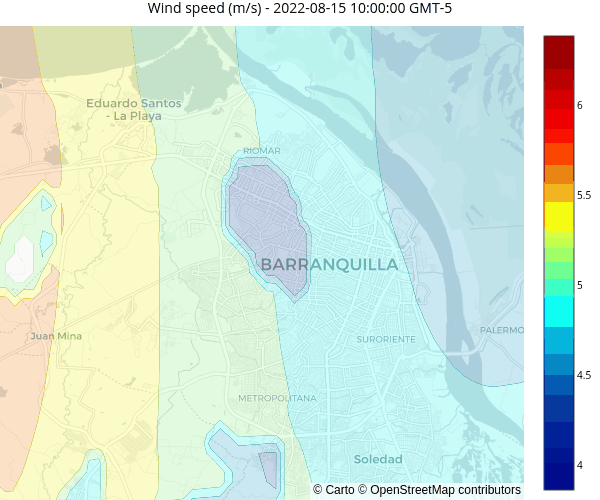 Wind speed (m/s) - 2022-08-15 10:00:00 GMT-5
Eduardo Santos
- La Playa
RIOMAR
BARRANQUILLA
Juan Mina
SURORIENTE
PALERMO
METROPOLITANA
Soledad
© Carto © OpenStreetMap contributors
6
5.5
5
4.5
4